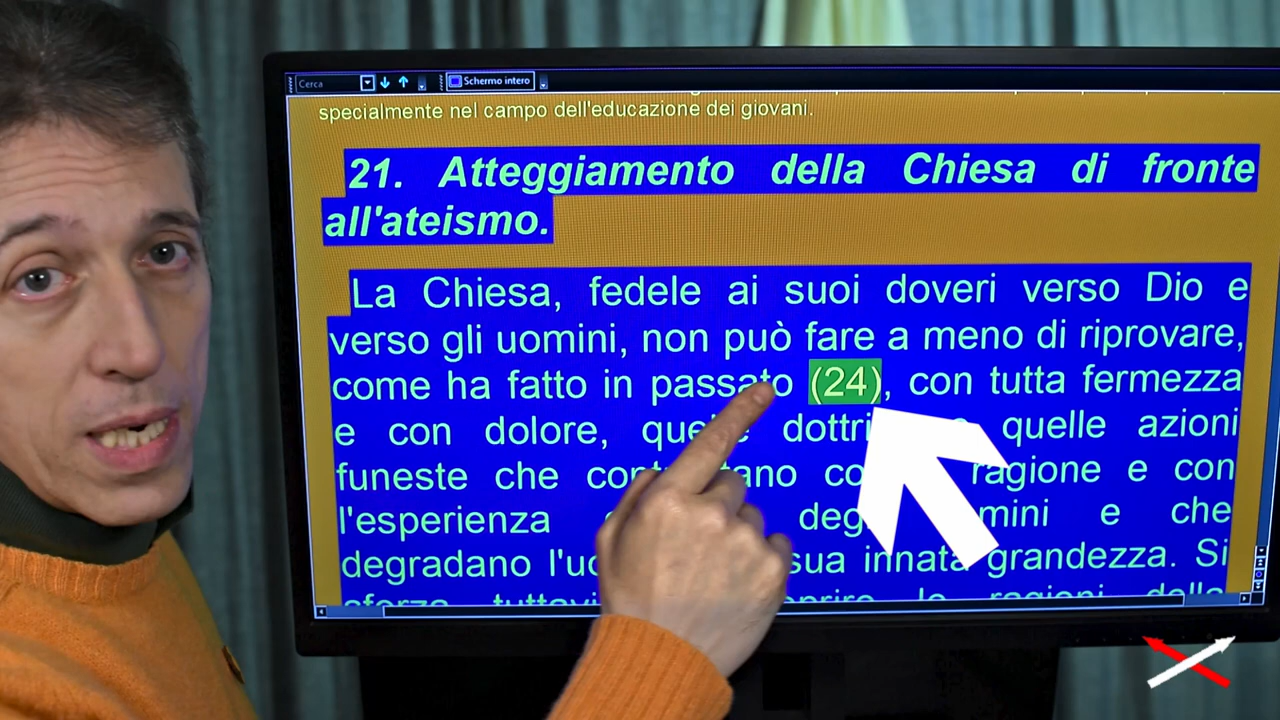 Cerca
Schermo intero
specialmente nel campo dell'educazione dei giovani.
21. Atteggiamento della Chiesa di fronte
all'ateismo.
La Chiesa, fedele ai suoi doveri verso Dio e
verso gli uomini, non può fare a meno di riprovare,
come ha fatto in passato (24), con tutta fermezza
e con dolore, quelle quelle azioni
funeste che ragione e con
l'esperienza e che
degradano sua innata grandezza. Si